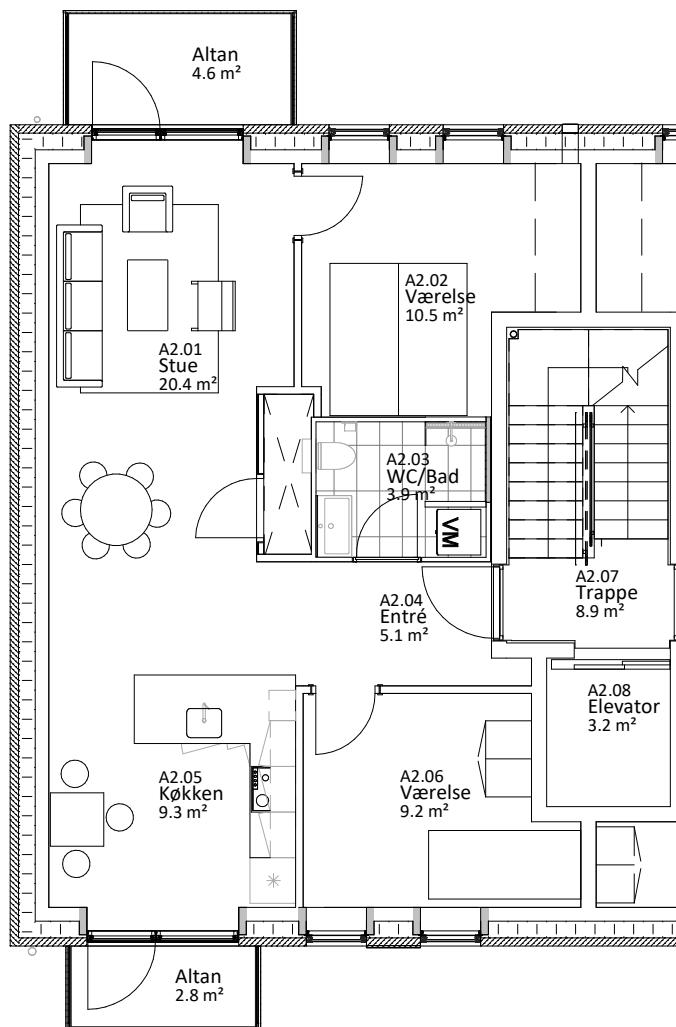 Altan
4.6 m²
A2.02
Værelse
10.5 m²
A2.01
Stue
20.4 m²
A2.03
WC/Bad
3.9 m²
VM
A2.07
Trappe
8.9 m²
A2.04
Entré
5.1 m²
A2.08
Elevator
3.2 m²
A2.05
Køkken
9.3 m²
A2.06
Værelse
9.2 m²
Altan
2.8 m²